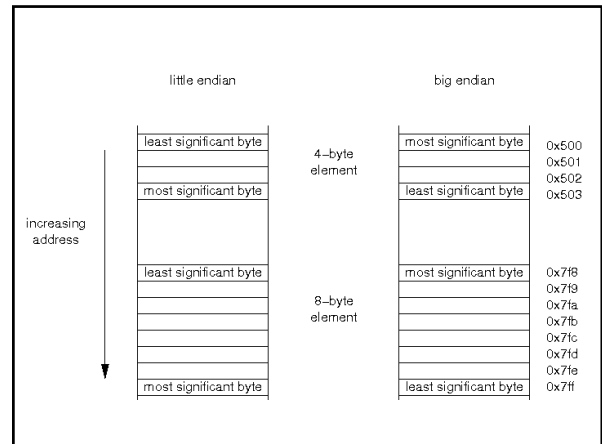 little endian
big endian
least significant byte
most significant byte
0x500
4-byte
0x501
element
0x502
most significant byte
least significant byte
0x503
increasing
address
least significant byte
most significant byte
0x7f8
0x7f9
8-byte
0x7fa
element
0x7fb
0x7fc
0x7fd
0x7fe
most significant byte
least significant byte
0x7ff